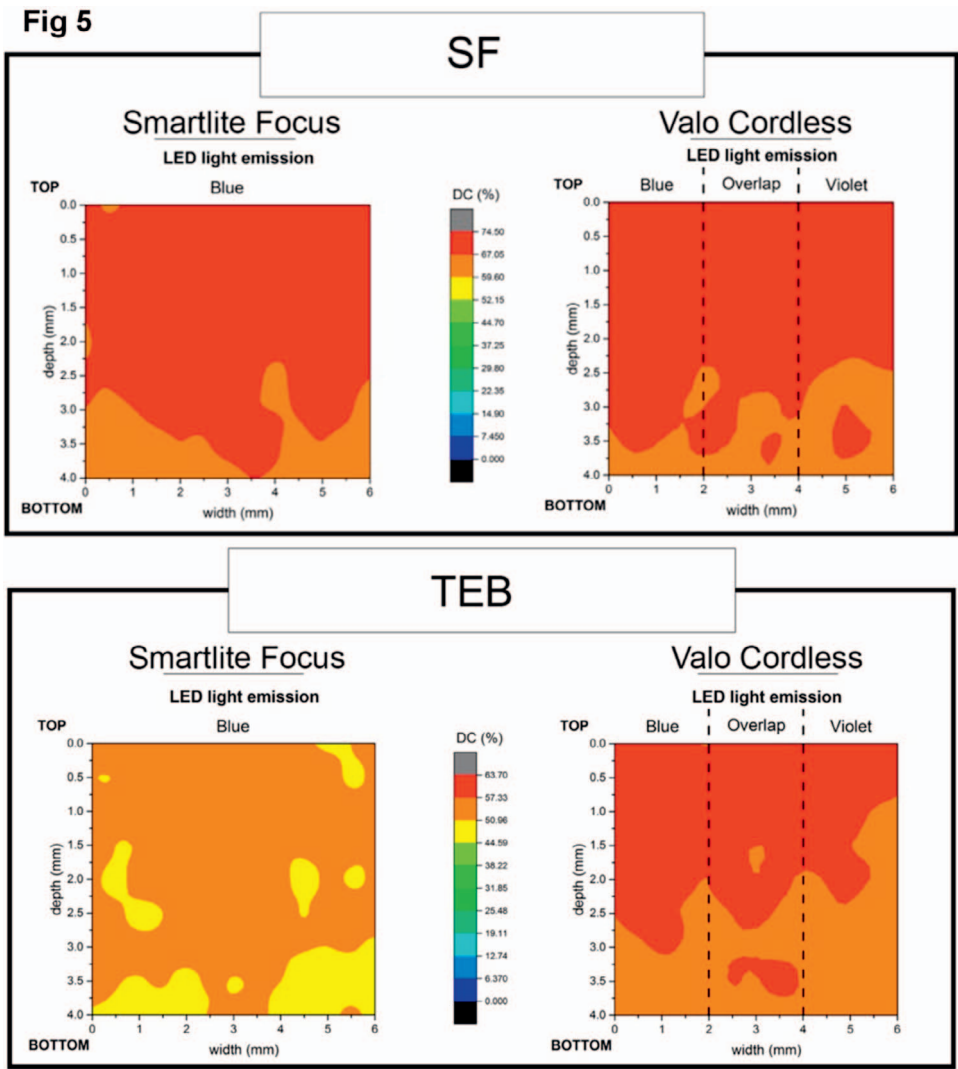 Fig 5
SF
Smartlite Focus
LED light emission
Blue
TOP
0.0
0.5
1.0
1.5
2.0
2.5
3.0
3.5
4.0
depth (mm)
0 1 2 3 4 5 6
BOTTOM
width (mm)
DC (%)
74.50
67.05
59.60
52.15
44.70
37.25
29.80
22.35
14.90
7.450
0.000
Valo Cordless
LED light emission
Blue Overlap Violet
TOP
0.0
0.5
1.0
1.5
2.0
2.5
3.0
3.5
4.0
depth (mm)
0 1 2 3 4 5 6
BOTTOM
width (mm)
TEB
Smartlite Focus
LED light emission
Blue
TOP
0.0
0.5
1.0
1.5
2.0
2.5
3.0
3.5
4.0
depth (mm)
0 1 2 3 4 5 6
BOTTOM
width (mm)
DC (%)
63.70
57.33
50.96
44.59
38.22
31.85
25.48
19.11
12.74
6.370
0.000
Valo Cordless
LED light emission
Blue Overlap Violet
TOP
0.0
0.5
1.0
1.5
2.0
2.5
3.0
3.5
4.0
depth (mm)
0 1 2 3 4 5 6
BOTTOM
width (mm)